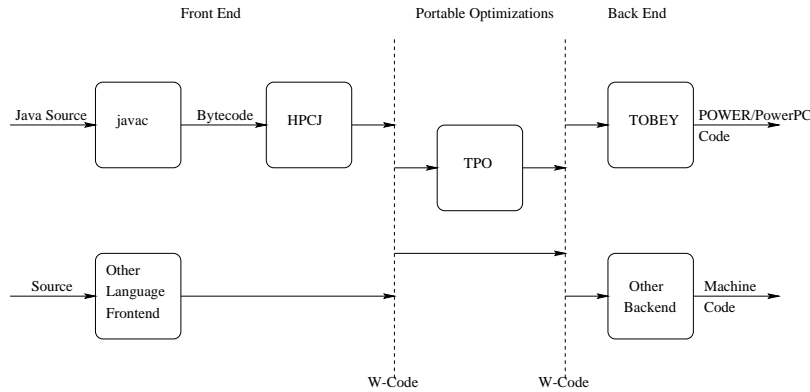 Front End
Portable Optimizations
Back End
Java Source
javac
Bytecode
HPCJ
TPO
TOBEY
POWER/PowerPC
Code
Source
Other
Language
Frontend
Other
Backend
Machine
Code
W-Code
W-Code